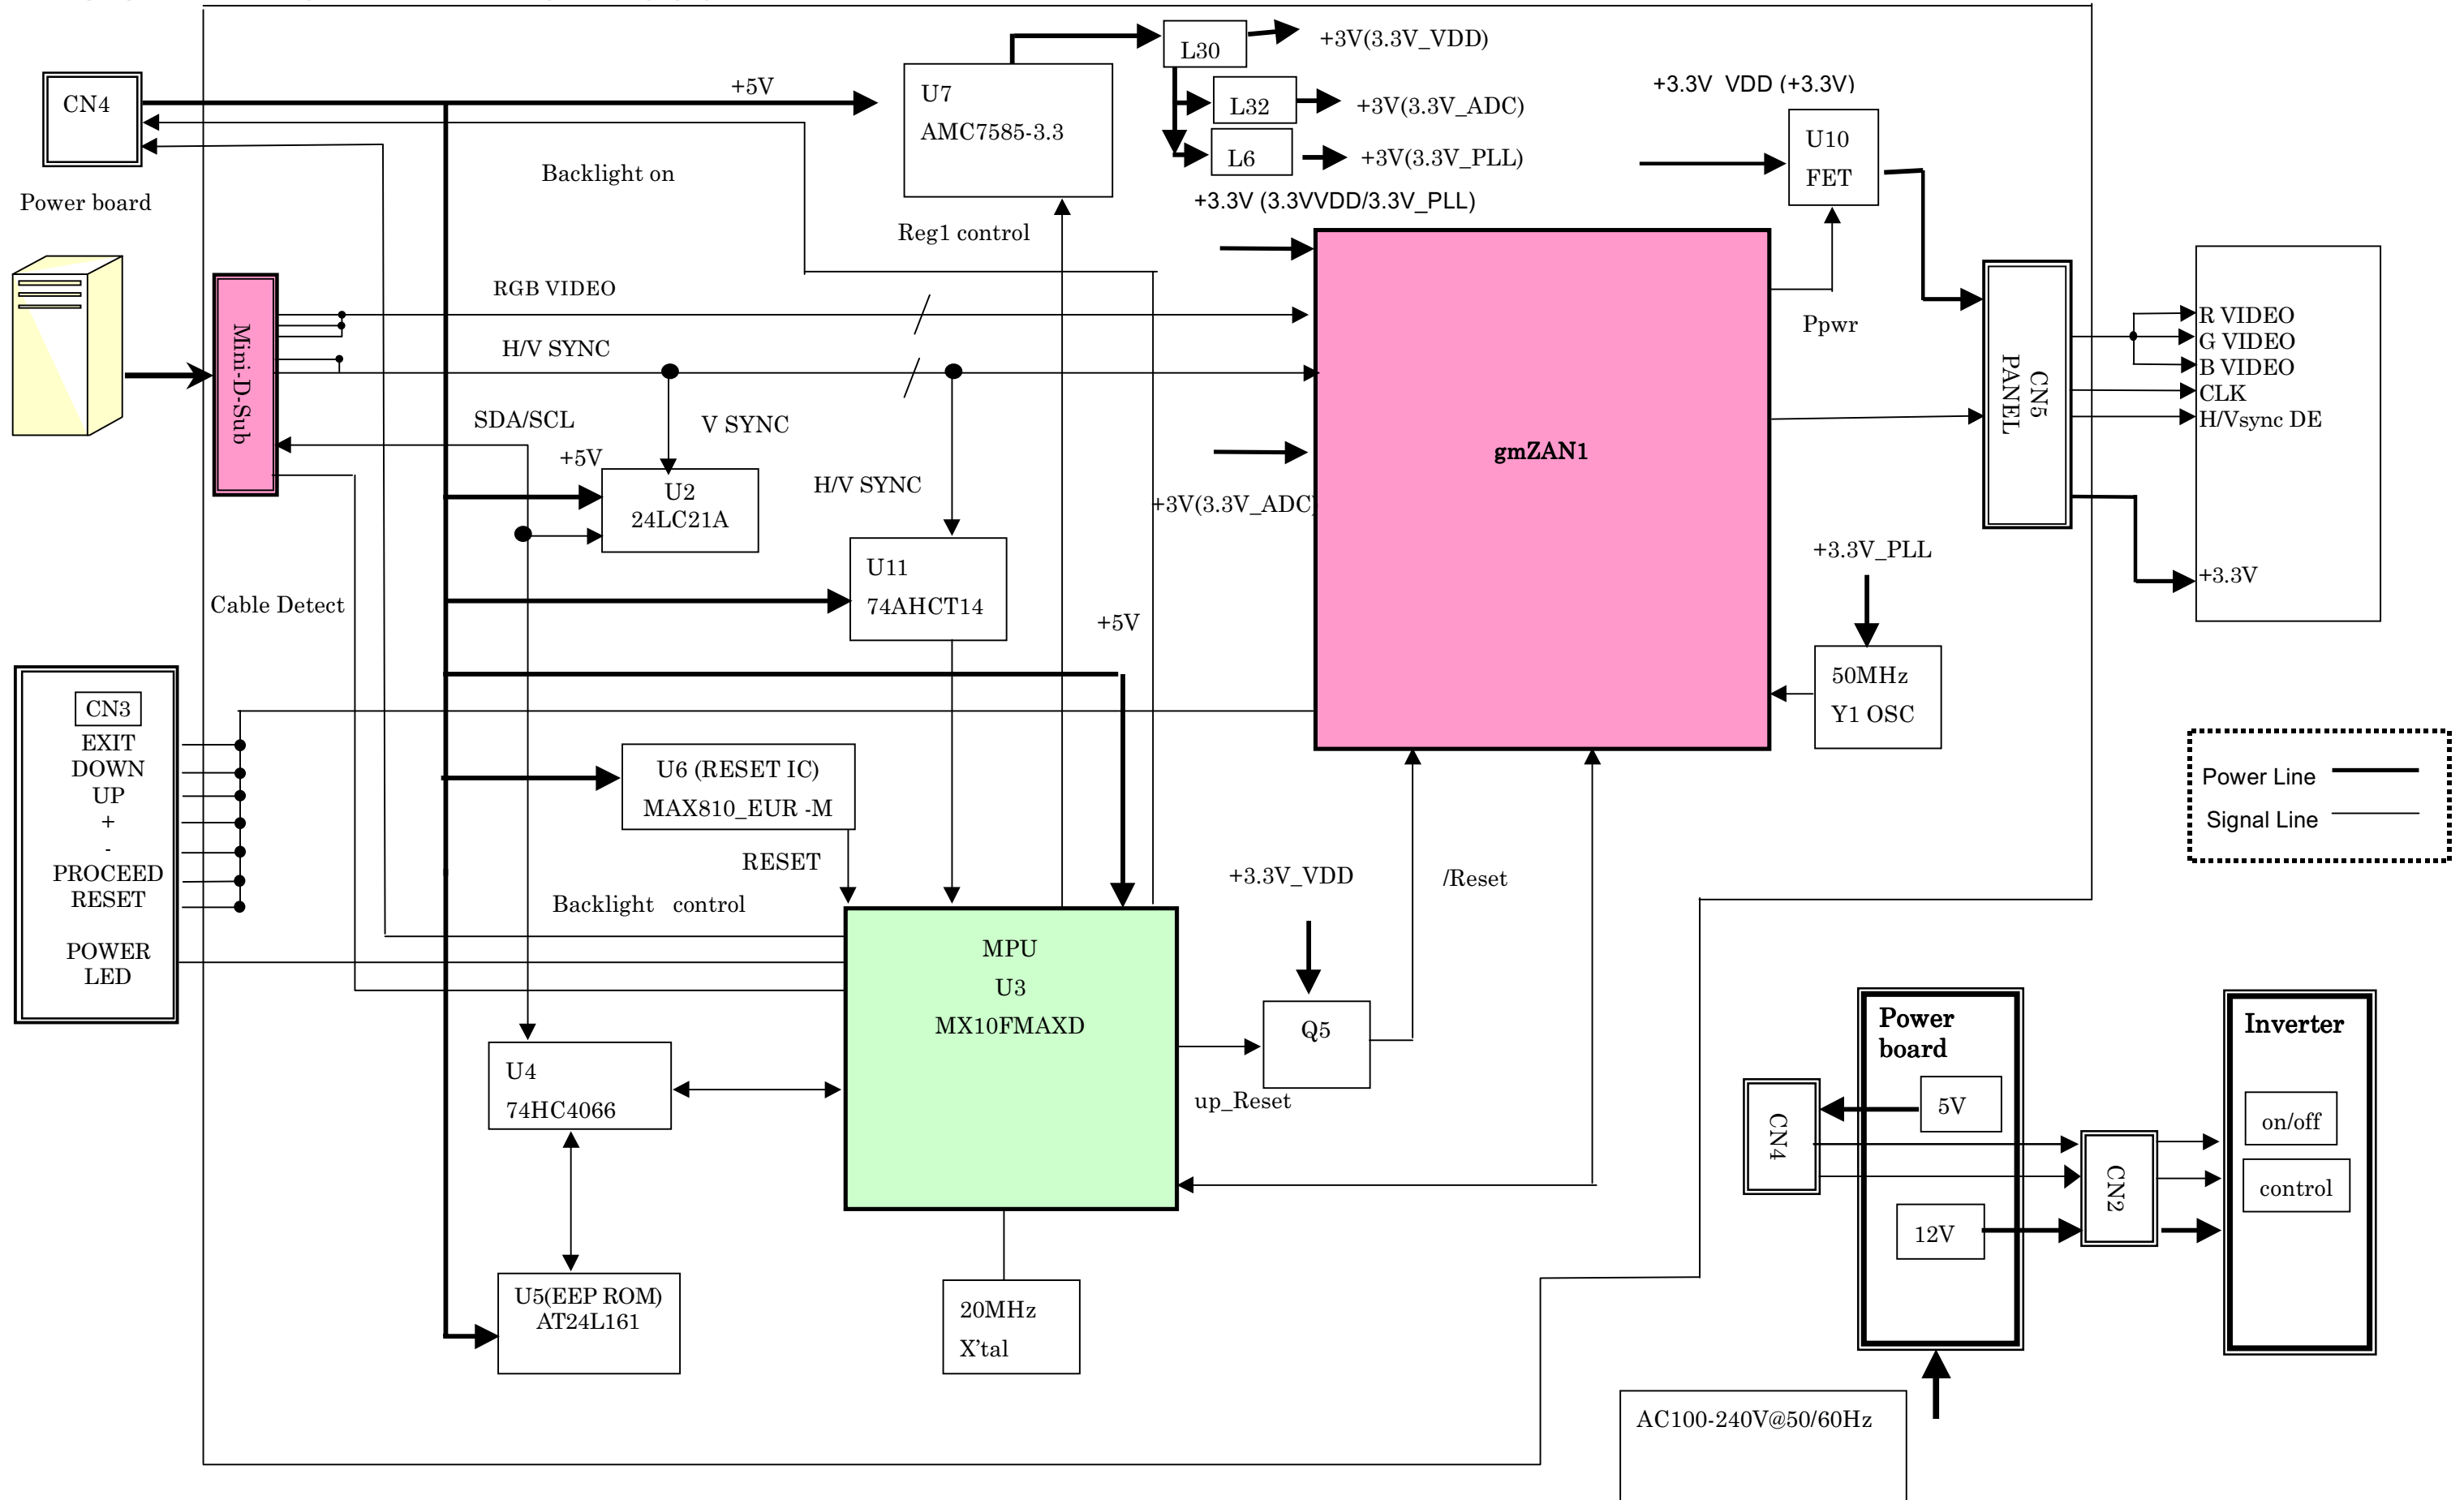 CN4
Power board
+5V
Backlight on
U7
AMC7585-3.3
L30
+3V(3.3V_VDD)
L32
+3V(3.3V_ADC)
L6
+3V(3.3V_PLL)
+3.3V (3.3VVDD/3.3V_PLL)
+3.3V VDD (+3.3V)
U10
FET
Reg1 control
Mini-D-Sub
RGB VIDEO
H/V SYNC
SDA/SCL
V SYNC
+5V
U2
24LC21A
H/V SYNC
+3V(3.3V_ADC)
gmZAN1
Ppwr
CN5
PANEL
R VIDEO
G VIDEO
B VIDEO
CLK
H/Vsync DE
+3.3V
U11
74AHCT14
+5V
Cable Detect
+3.3V_PLL
50MHz
Y1 OSC
CN3
EXIT
DOWN
UP
+
-
PROCEED
RESET
POWER
LED
U6 (RESET IC)
MAX810_EUR -M
RESET
Backlight control
MPU
U3
MX10FMAXD
+3.3V_VDD
/Reset
Q5
up_Reset
U4
74HC4066
U5(EEP ROM)
AT24L161
20MHz
X'tal
Power Line
Signal Line
Power
board
5V
12V
CN4
CN2
Inverter
on/off
control
AC100-240V@50/60Hz